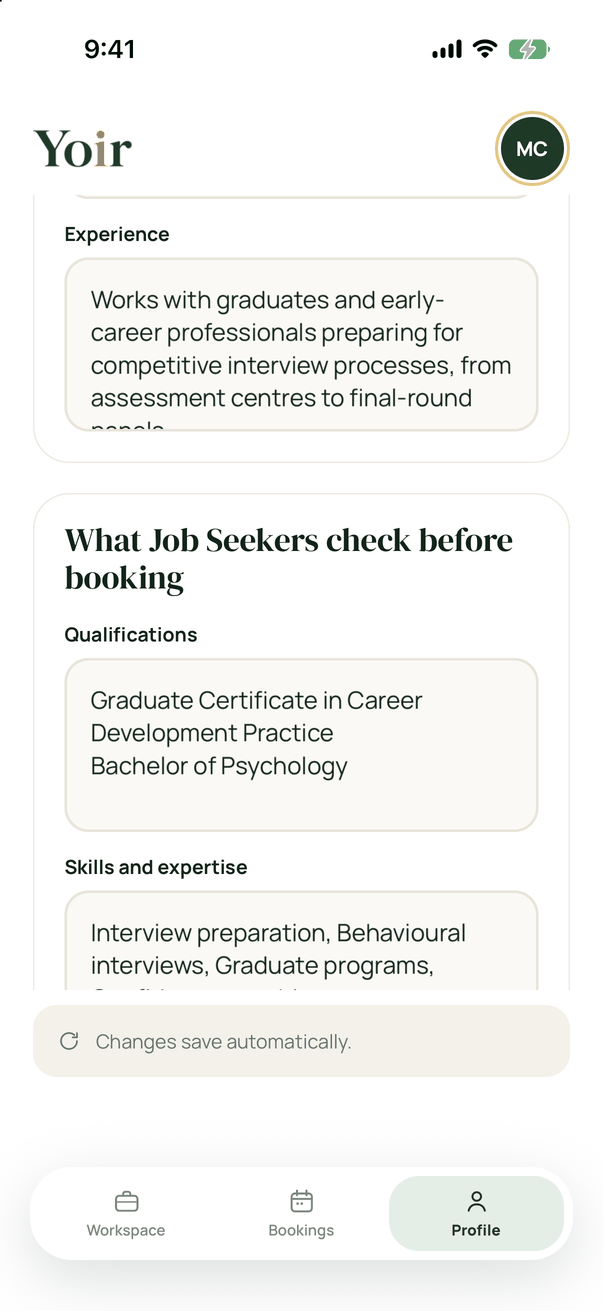 9:41
Yoir
MC
Experience
Works with graduates and early-
career professionals preparing for
competitive interview processes, from
assessment centres to final-round
What Job Seekers check before
booking
Qualifications
Graduate Certificate in Career
Development Practice
Bachelor of Psychology
Skills and expertise
Interview preparation, Behavioural
interviews, Graduate programs,
Changes save automatically.
Workspace
Bookings
Profile